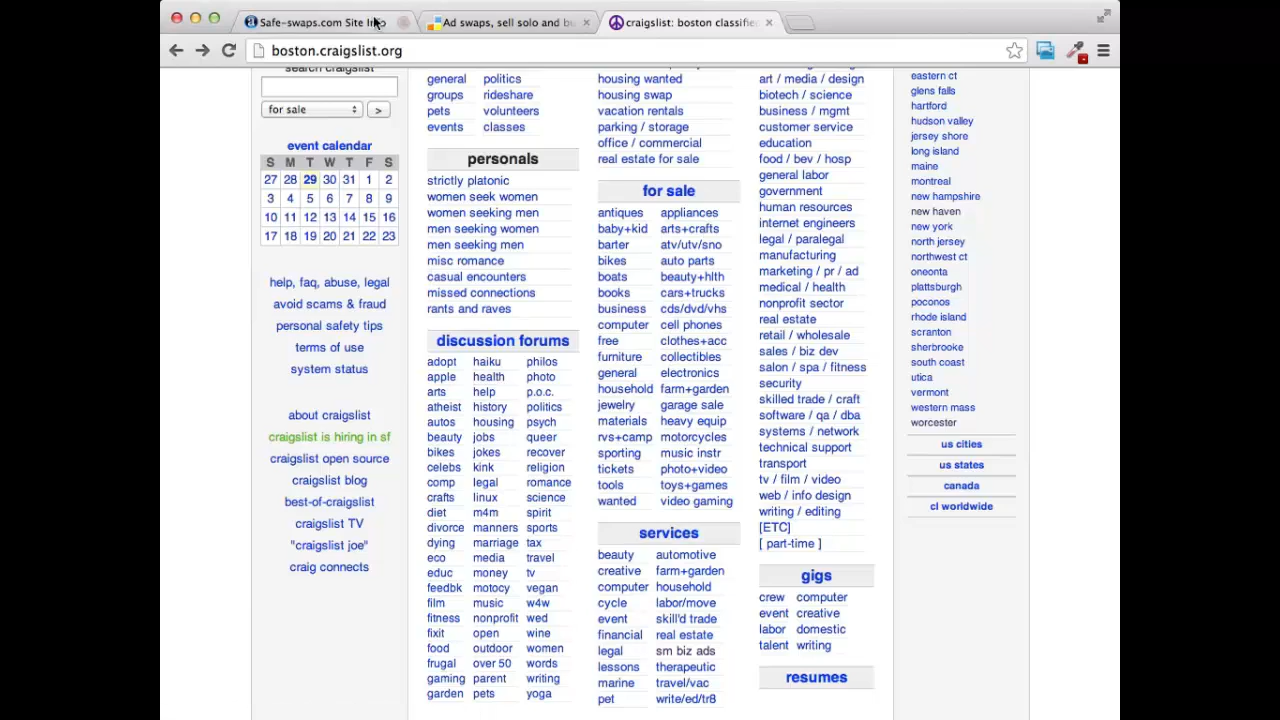 Safe-swaps.com Site Info
Ad swaps, sell solo and bu
craigslist: boston classifie
boston.craigslist.org
search craigslist
for sale
>
event calendar
S M T W T F S
27 28 29 30 31 1 2
3 4 5 6 7 8 9
10 11 12 13 14 15 16
17 18 19 20 21 22 23
help, faq, abuse, legal
avoid scams & fraud
personal safety tips
terms of use
system status
about craigslist
craigslist is hiring in sf
craigslist open source
craigslist blog
best-of-craigslist
craigslist TV
"craigslist joe"
craig connects
general politics
groups rideshare
pets volunteers
events classes
personals
strictly platonic
women seek women
women seeking men
men seeking women
men seeking men
misc romance
casual encounters
missed connections
rants and raves
discussion forums
adopt haiku philos
apple health photo
arts help p.o.c.
atheist history politics
autos housing psych
beauty jobs queer
bikes jokes recover
celebs kink religion
comp legal romance
crafts linux science
diet m4m spirit
divorce manners sports
dying marriage tax
eco media travel
educ money tv
feedbk motocy vegan
film music w4w
fitness nonprofit wed
fixit open wine
food outdoor women
frugal over 50 words
gaming parent writing
garden pets yoga
housing wanted
housing swap
vacation rentals
parking / storage
office / commercial
real estate for sale
for sale
antiques appliances
baby+kid arts+crafts
barter atv/utv/sno
bikes auto parts
boats beauty+hlth
books cars+trucks
business cds/dvd/vhs
computer cell phones
free clothes+acc
furniture collectibles
general electronics
household farm+garden
jewelry garage sale
materials heavy equip
rvs+camp motorcycles
sporting music instr
tickets photo+video
tools toys+games
wanted video gaming
services
beauty automotive
creative farm+garden
computer household
cycle labor/move
event skill'd trade
financial real estate
legal sm biz ads
lessons therapeutic
marine travel/vac
pet write/ed/tr8
art / media / design
biotech / science
business / mgmt
customer service
education
food / bev / hosp
general labor
government
human resources
internet engineers
legal / paralegal
manufacturing
marketing / pr / ad
medical / health
nonprofit sector
real estate
retail / wholesale
sales / biz dev
salon / spa / fitness
security
skilled trade / craft
software / qa / dba
systems / network
technical support
transport
tv / film / video
web / info design
writing / editing
[ETC]
[ part-time ]
gigs
crew computer
event creative
labor domestic
talent writing
resumes
eastern ct
glens falls
hartford
hudson valley
jersey shore
long island
maine
montreal
new hampshire
new haven
new york
north jersey
northwest ct
oneonta
plattsburgh
poconos
rhode island
scranton
sherbrooke
south coast
utica
vermont
western mass
worcester
us cities
us states
canada
cl worldwide